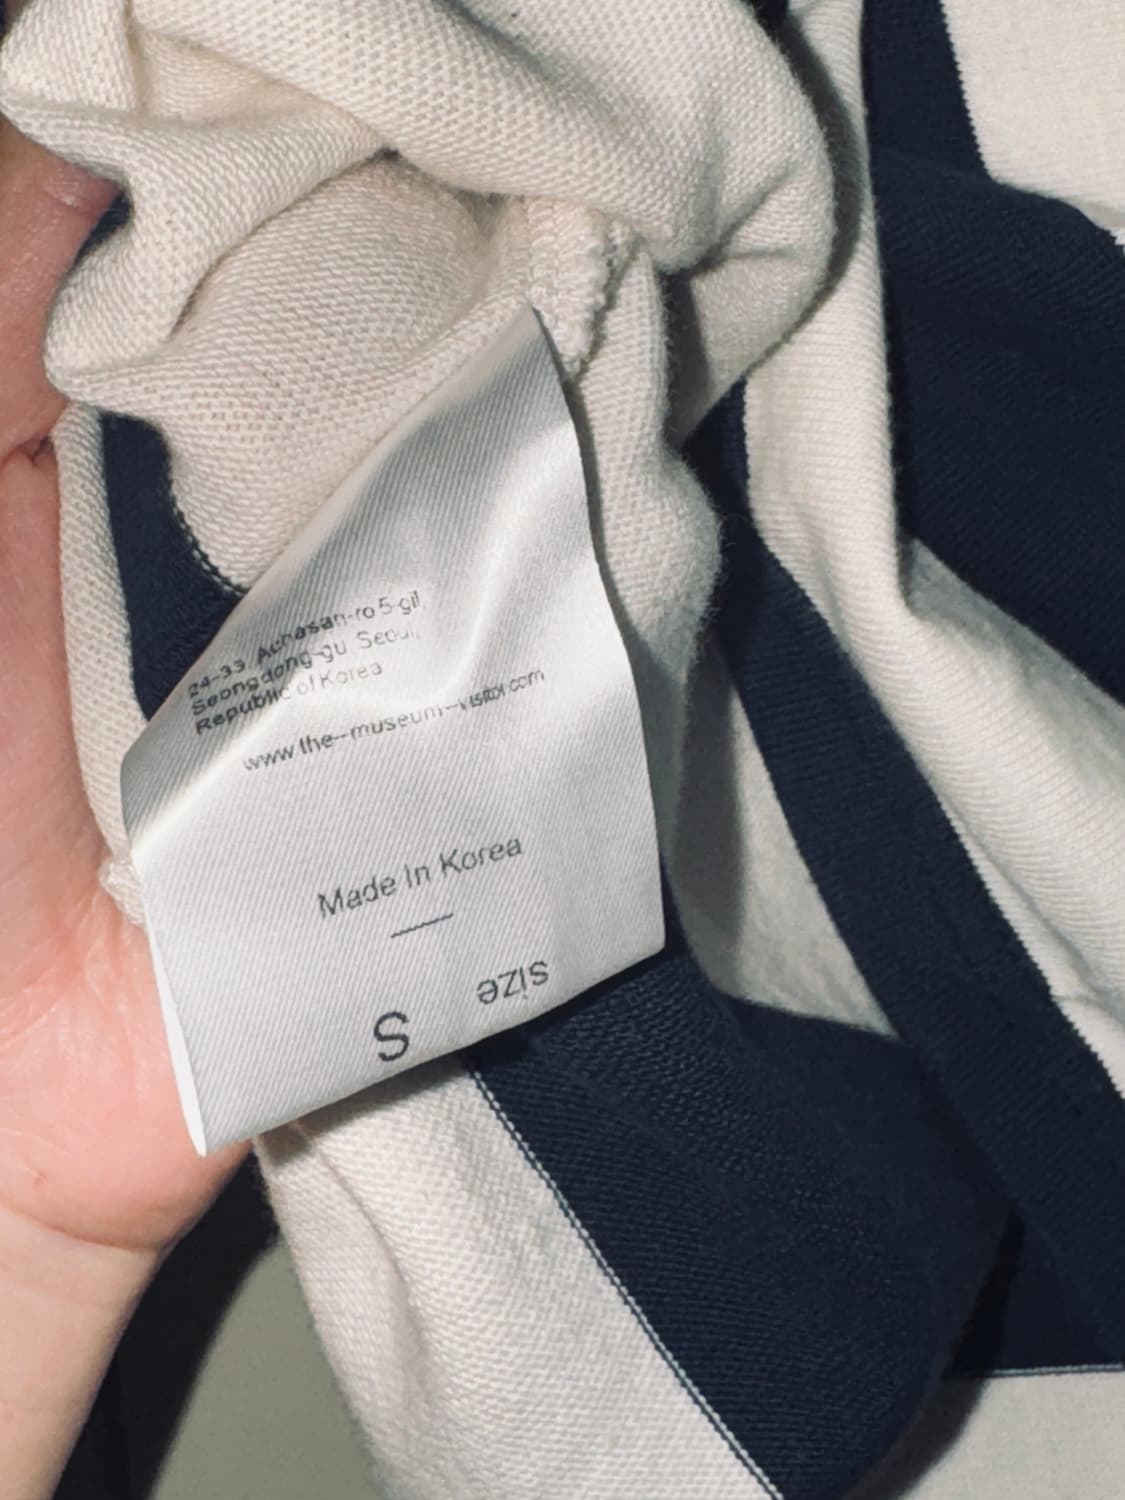 24-33 Achasan-ro 5-gil
Seongdong-gu Seoul,
Republic of Korea
www.the--museum--visitor.com
Made In Korea
size
S